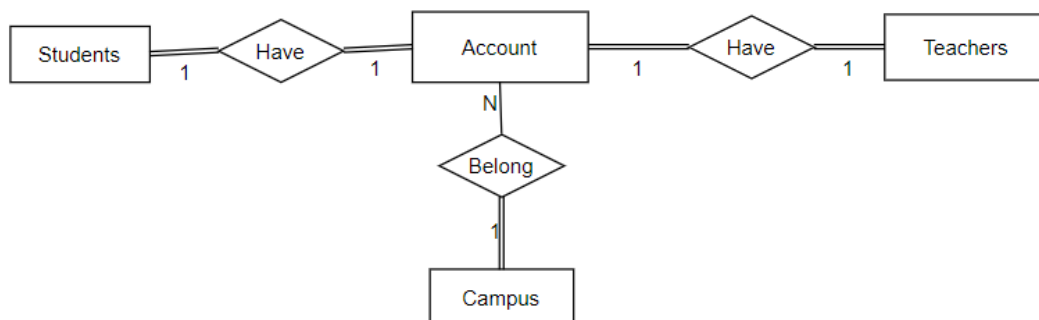 Students
1
Have
1
Account
1
Have
1
Teachers
N
Belong
1
Campus